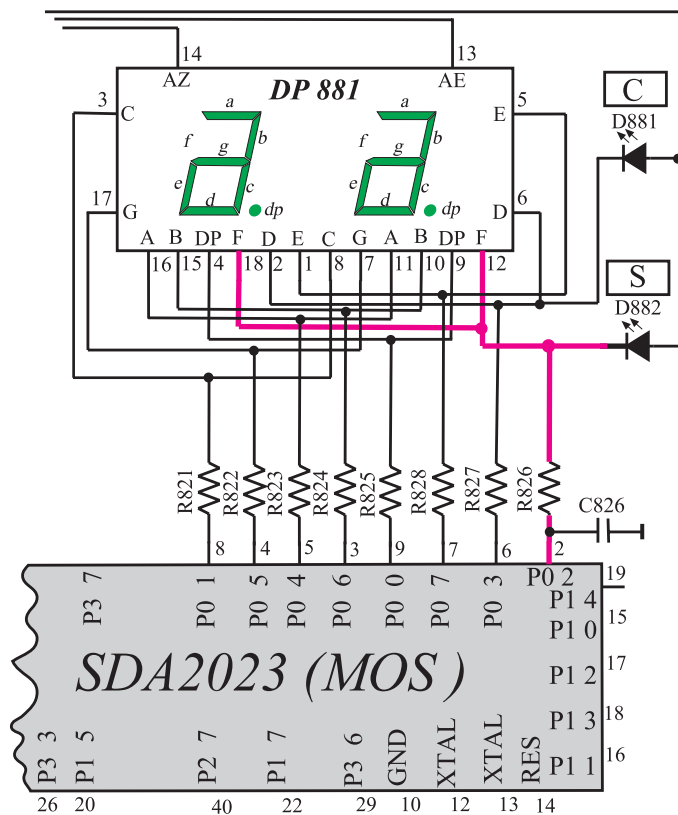 14
13
AZ
AE
DP 881
C
D881
3
C
a
a
E
5
f
b
f
b
g
g
17
G
e
c
e
c
D
6
d
dp
d
dp
A
B
DP
F
D
E
C
G
A
B
DP
F
16
15
4
18
2
1
8
7
11
10
9
12
S
D882
R821
R822
R823
R824
R825
R828
R827
R826
C826
8
4
5
3
9
7
6
2
P3 7
P0 1
P0 5
P0 4
P0 6
P0 0
P0 7
P0 3
P0 2
19
P1 4
15
P1 0
SDA2023 (MOS )
P1 2
17
P1 3
18
P1 1
16
P3 3
P1 5
P2 7
P1 7
P3 6
GND
XTAL
XTAL
RES
26
20
40
22
29
10
12
13
14